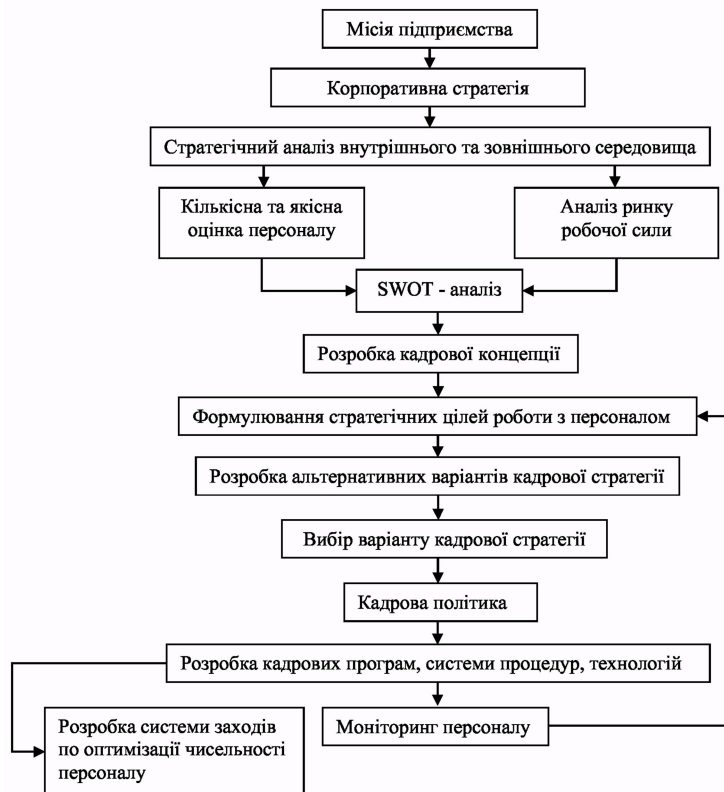 Місія підприємства
Корпоративна стратегія
Стратегічний аналіз внутрішнього та зовнішнього середовища
Кількісна та якісна
оцінка персоналу
Аналіз ринку
робочої сили
SWOT - аналіз
Розробка кадрової концепції
Формулювання стратегічних цілей роботи з персоналом
Розробка альтернативних варіантів кадрової стратегії
Вибір варіанту кадрової стратегії
Кадрова політика
Розробка кадрових програм, системи процедур, технологій
Розробка системи заходів
по оптимізації чисельності
персоналу
Моніторинг персоналу